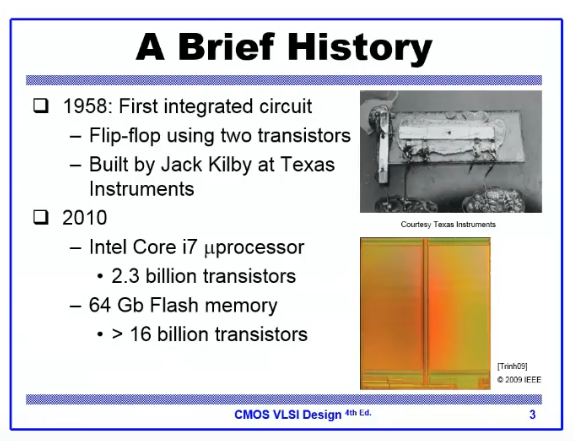 A Brief History
❑ 1958: First integrated circuit
– Flip-flop using two transistors
– Built by Jack Kilby at Texas
Instruments
❑ 2010
– Intel Core i7 μprocessor
• 2.3 billion transistors
– 64 Gb Flash memory
• > 16 billion transistors
Courtesy Texas Instruments
[Trinh09]
© 2009 IEEE
CMOS VLSI Design 4th Ed.
3